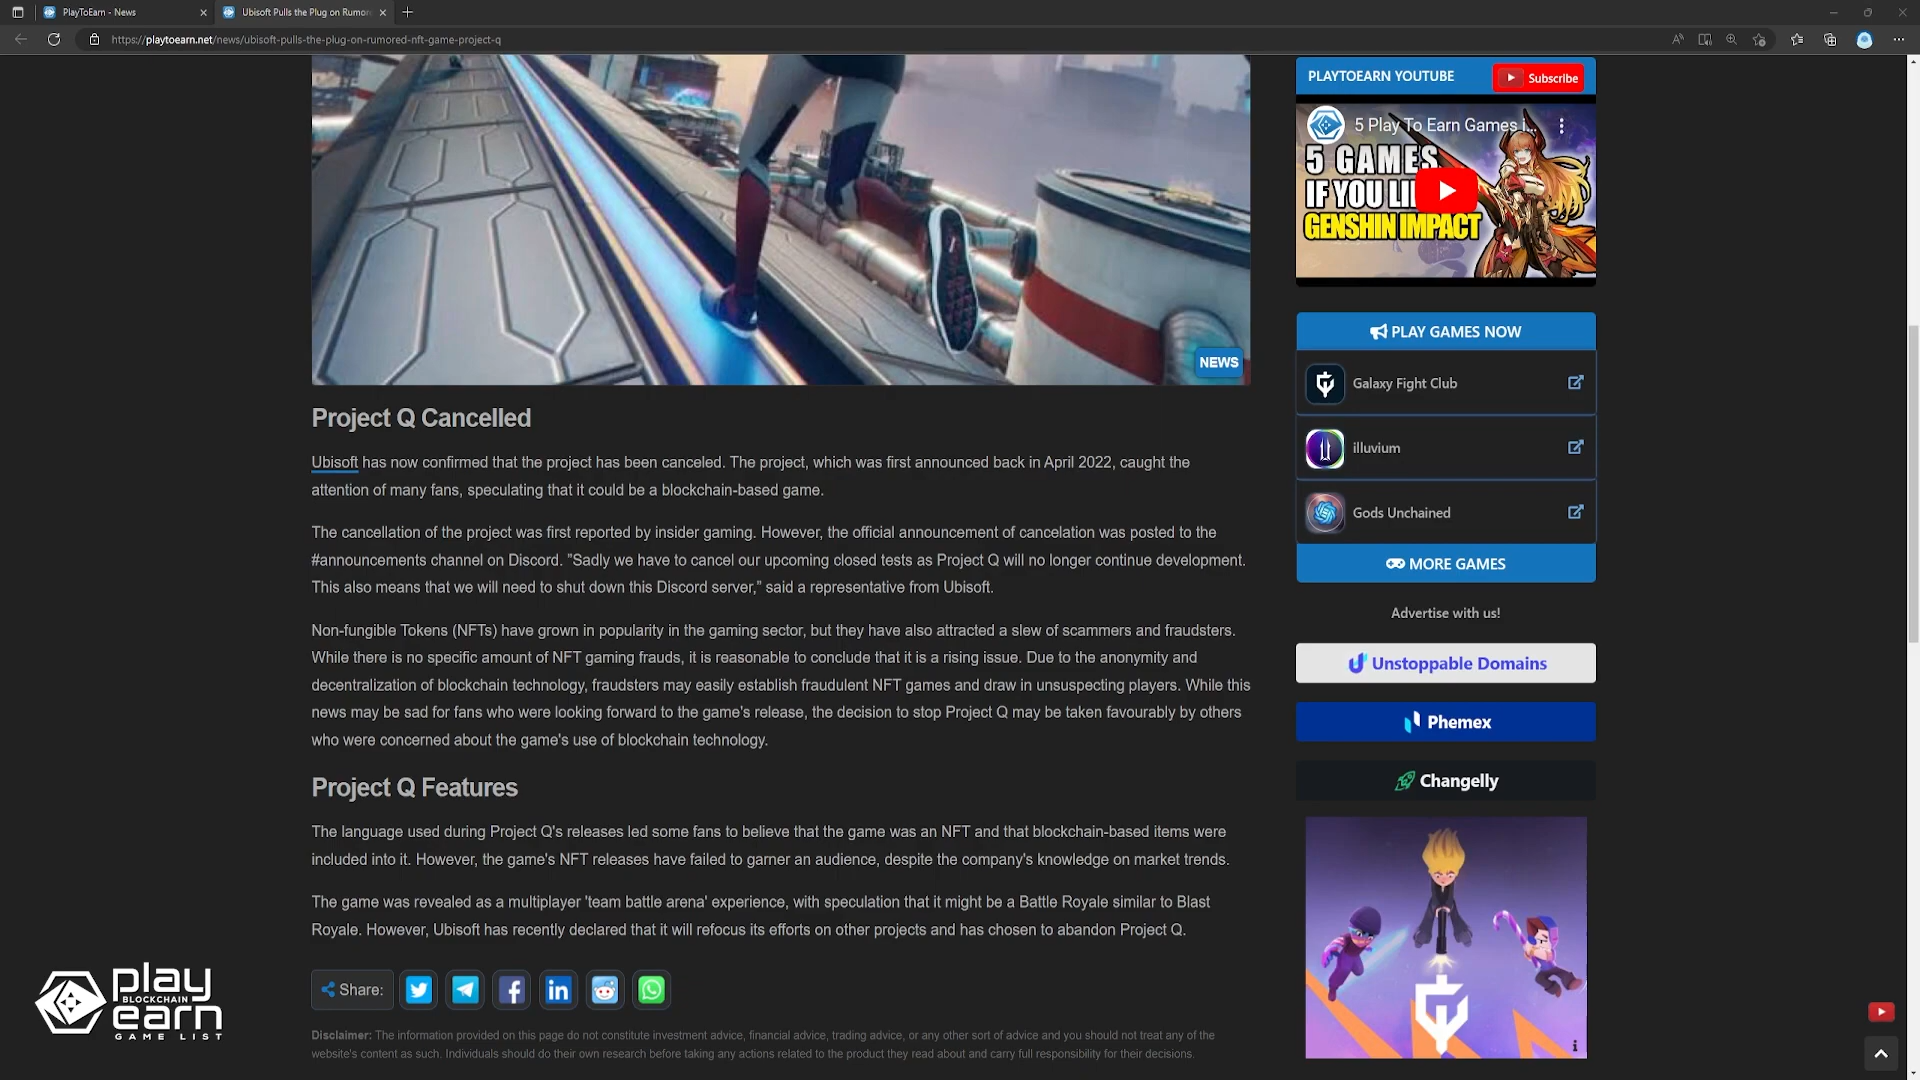 PlayToEarn - News
Ubisoft Pulls the Plug on Rumor
https://playtoearn.net/news/ubisoft-pulls-the-plug-on-rumored-nft-game-project-q
NEWS
Project Q Cancelled
Ubisoft has now confirmed that the project has been canceled. The project, which was first announced back in April 2022, caught the
attention of many fans, speculating that it could be a blockchain-based game.
The cancellation of the project was first reported by insider gaming. However, the official announcement of cancelation was posted to the
#announcements channel on Discord. "Sadly we have to cancel our upcoming closed tests as Project Q will no longer continue development.
This also means that we will need to shut down this Discord server," said a representative from Ubisoft.
Non-fungible Tokens (NFTs) have grown in popularity in the gaming sector, but they have also attracted a slew of scammers and fraudsters.
While there is no specific amount of NFT gaming frauds, it is reasonable to conclude that it is a rising issue. Due to the anonymity and
decentralization of blockchain technology, fraudsters may easily establish fraudulent NFT games and draw in unsuspecting players. While this
news may be sad for fans who were looking forward to the game's release, the decision to stop Project Q may be taken favourably by others
who were concerned about the game's use of blockchain technology.
Project Q Features
The language used during Project Q's releases led some fans to believe that the game was an NFT and that blockchain-based items were
included into it. However, the game's NFT releases have failed to garner an audience, despite the company's knowledge on market trends.
The game was revealed as a multiplayer 'team battle arena' experience, with speculation that it might be a Battle Royale similar to Blast
Royale. However, Ubisoft has recently declared that it will refocus its efforts on other projects and has chosen to abandon Project Q.
Share:
Disclaimer: The information provided on this page do not constitute investment advice, financial advice, trading advice, or any other sort of advice and you should not treat any of the
website's content as such. Individuals should do their own research before taking any actions related to the product they read about and carry full responsibility for their decisions.
PLAYTOEARN YOUTUBE
Subscribe
5 Play To Earn Games i...
5 GAMES
IF YOU LI
GENSHIN IMPACT
PLAY GAMES NOW
Galaxy Fight Club
illuvium
Gods Unchained
MORE GAMES
Advertise with us!
Unstoppable Domains
Phemex
Changelly
play
BLOCKCHAIN
earn
GAME LIST